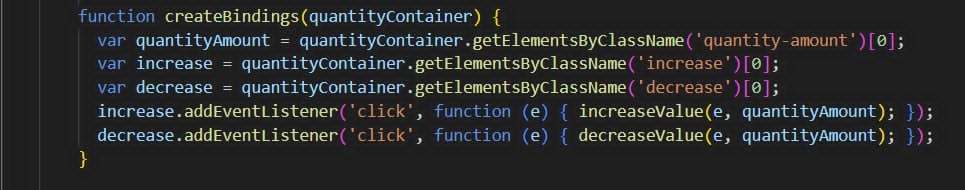 function createBindings(quantityContainer) {
var quantityAmount = quantityContainer.getElementsByClassName('quantity-amount')[0];
var increase = quantityContainer.getElementsByClassName('increase')[0];
var decrease = quantityContainer.getElementsByClassName('decrease')[0];
increase.addEventListener('click', function (e) { increaseValue(e, quantityAmount); });
decrease.addEventListener('click', function (e) { decreaseValue(e, quantityAmount); });
}